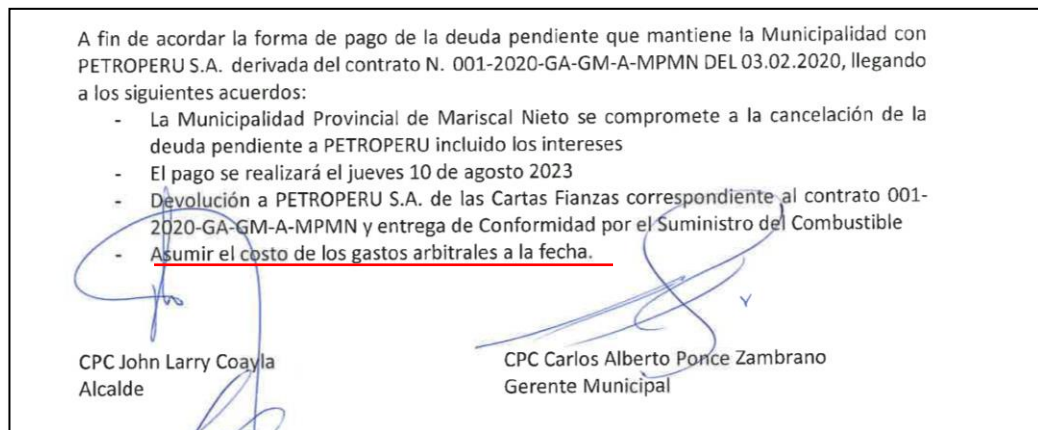 A fin de acordar la forma de pago de la deuda pendiente que mantiene la Municipalidad con
PETROPERU S.A. derivada del contrato N. 001-2020-GA-GM-A-MPMN DEL 03.02.2020, llegando
a los siguientes acuerdos:
- La Municipalidad Provincial de Mariscal Nieto se compromete a la cancelación de la
deuda pendiente a PETROPERU incluido los intereses
- El pago se realizará el jueves 10 de agosto 2023
- Devolución a PETROPERU S.A. de las Cartas Fianzas correspondiente al contrato 001-
2020-GA-GM-A-MPMN y entrega de Conformidad por el Suministro del Combustible
- Asumir el costo de los gastos arbitrales a la fecha.
CPC John Larry Coayla
Alcalde
CPC Carlos Alberto Ponce Zambrano
Gerente Municipal